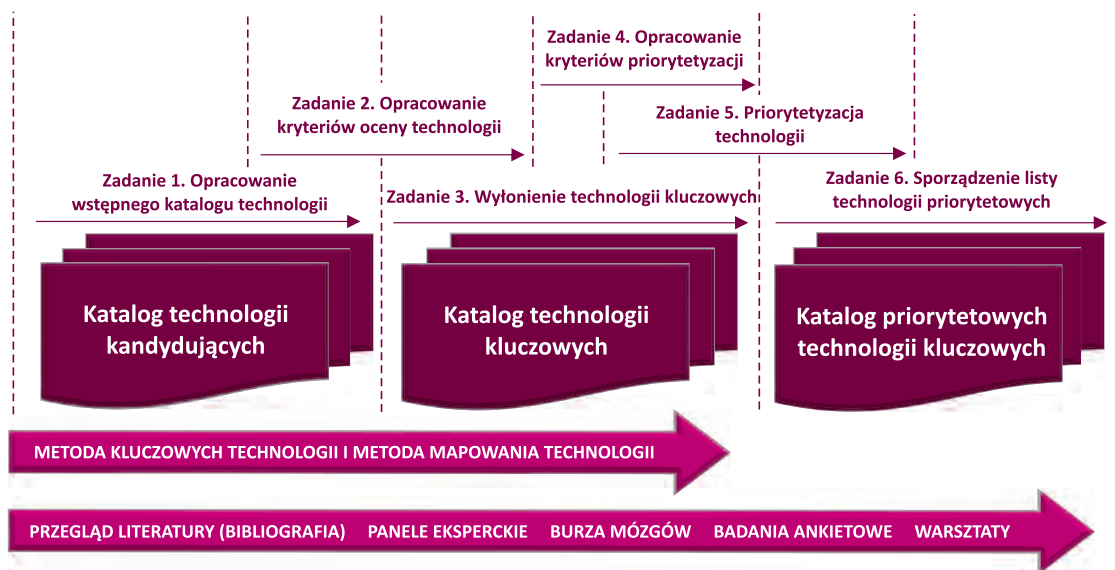 Zadanie 4. Opracowanie
kryteriów priorytetyzacji
Zadanie 2. Opracowanie
kryteriów oceny technologii
Zadanie 5. Priorytetyzacja
technologii
Zadanie 1. Opracowanie
wstępnego katalogu technologii
Zadanie 3. Wyłonienie technologii kluczowych
Zadanie 6. Sporządzenie listy
technologii priorytetowych
Katalog technologii
kandydujących
Katalog technologii
kluczowych
Katalog priorytetowych
technologii kluczowych
METODA KLUCZOWYCH TECHNOLOGII I METODA MAPOWANIA TECHNOLOGII
PRZEGLĄD LITERATURY (BIBLIOGRAFIA) PANELE EKSPERCKIE BURZA MÓZGÓW BADANIA ANKIETOWE WARSZTATY